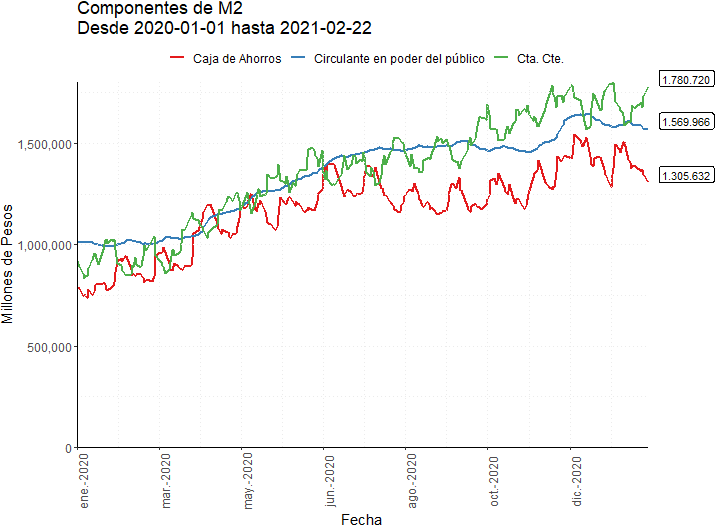 Componentes de M2
Desde 2020-01-01 hasta 2021-02-22
Caja de Ahorros Circulante en poder del público Cta. Cte.
1.780.720
1.569.966
1.305.632
1,500,000
1,000,000
500,000
0
Millones de Pesos
ene.-2020
mar.-2020
may.-2020
jun.-2020
ago.-2020
oct.-2020
dic.-2020
Fecha